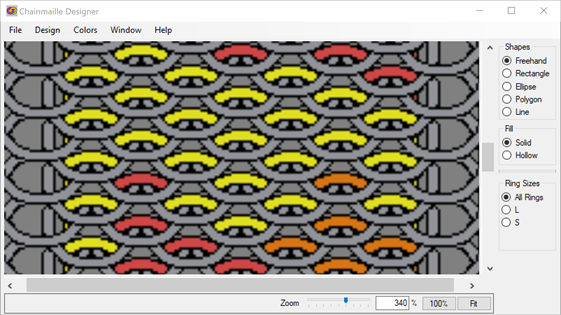 Chainmaille Designer
File Design Colors Window Help
Shapes
Freehand
Rectangle
Ellipse
Polygon
Line
Fill
Solid
Hollow
Ring Sizes
All Rings
L
S
Zoom 340 % 100% Fit